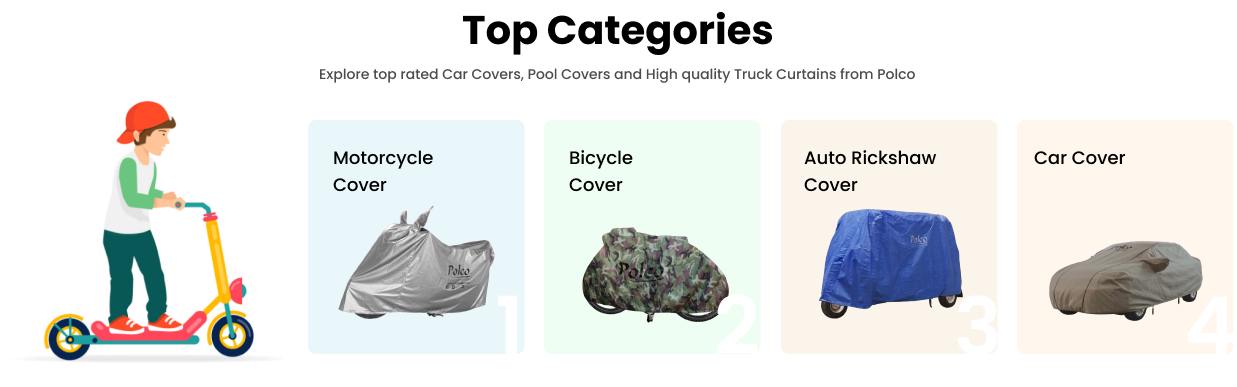 Top Categories
Explore top rated Car Covers, Pool Covers and High quality Truck Curtains from Polco
Motorcycle
Cover
Polco
1
Bicycle
Cover
Polco
2
Auto Rickshaw
Cover
Polco
3
Car Cover
4